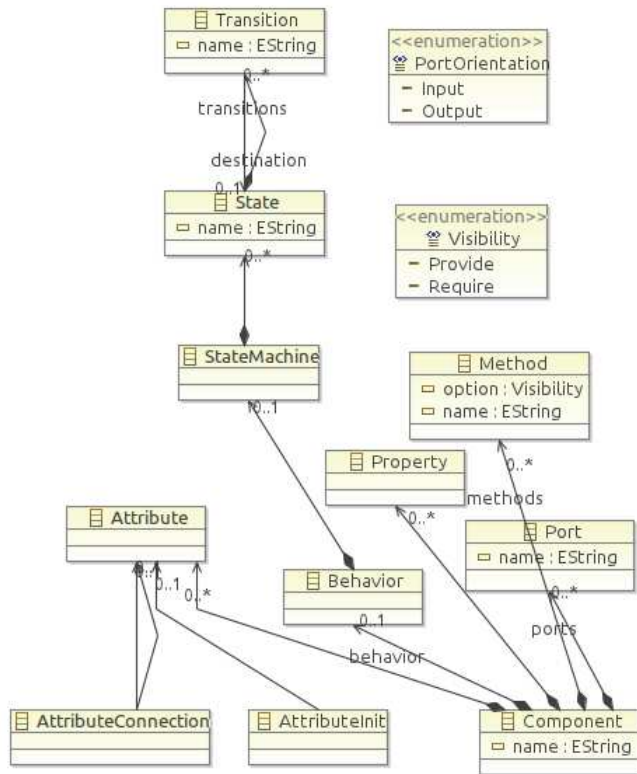 Transition
name : EString
0..*
transitions
destination
0..1
State
name : EString
0..*
StateMachine
0..1
<<enumeration>>
PortOrientation
Input
Output
<<enumeration>>
Visibility
Provide
Require
Method
option : Visibility
name : EString
0..*
methods
Property
0..*
Port
name : EString
0..*
ports
Attribute
0..1
0..*
Behavior
0..1
behavior
AttributeConnection
AttributeInit
Component
name : EString